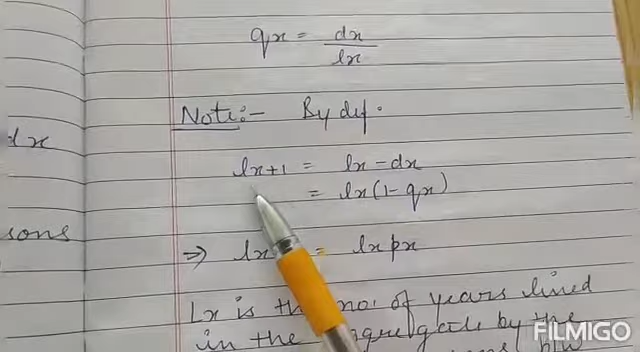 qx = dx
lx
Note:- By def.
lx+1 = lx - dx
dx
= lx(1 - qx)
sons
⇒ lx = lx px
Lx is the no. of years lived
in the by the
FILMIGO